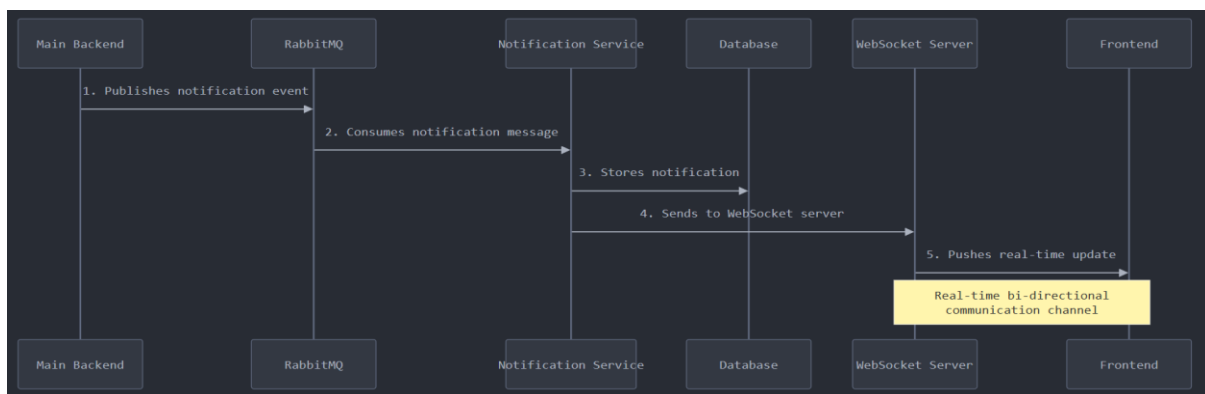 Main Backend
RabbitMQ
Notification Service
Database
WebSocket Server
Frontend
1. Publishes notification event
2. Consumes notification message
3. Stores notification
4. Sends to WebSocket server
5. Pushes real-time update
Real-time bi-directional
communication channel
Main Backend
RabbitMQ
Notification Service
Database
WebSocket Server
Frontend